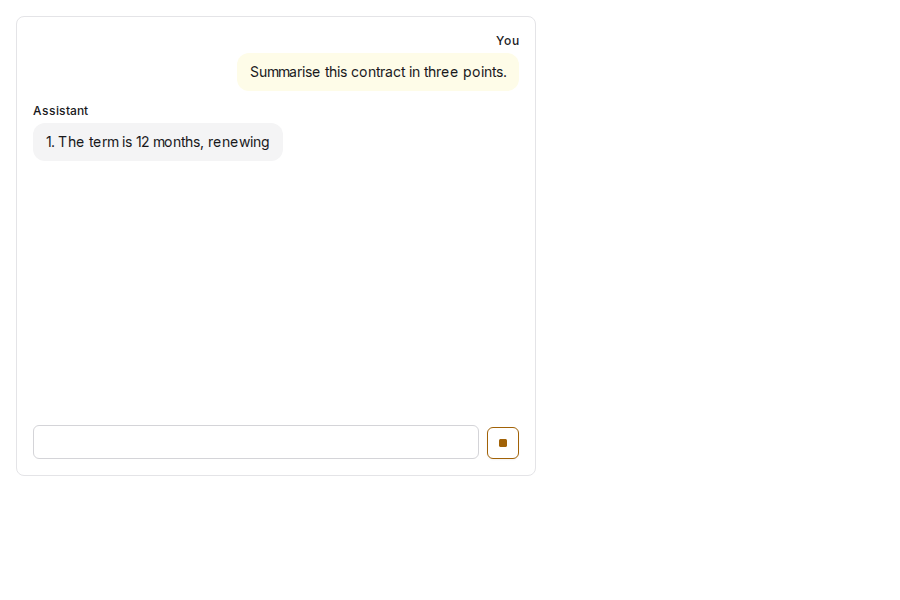 You
Summarise this contract in three points.
Assistant
1. The term is 12 months, renewing